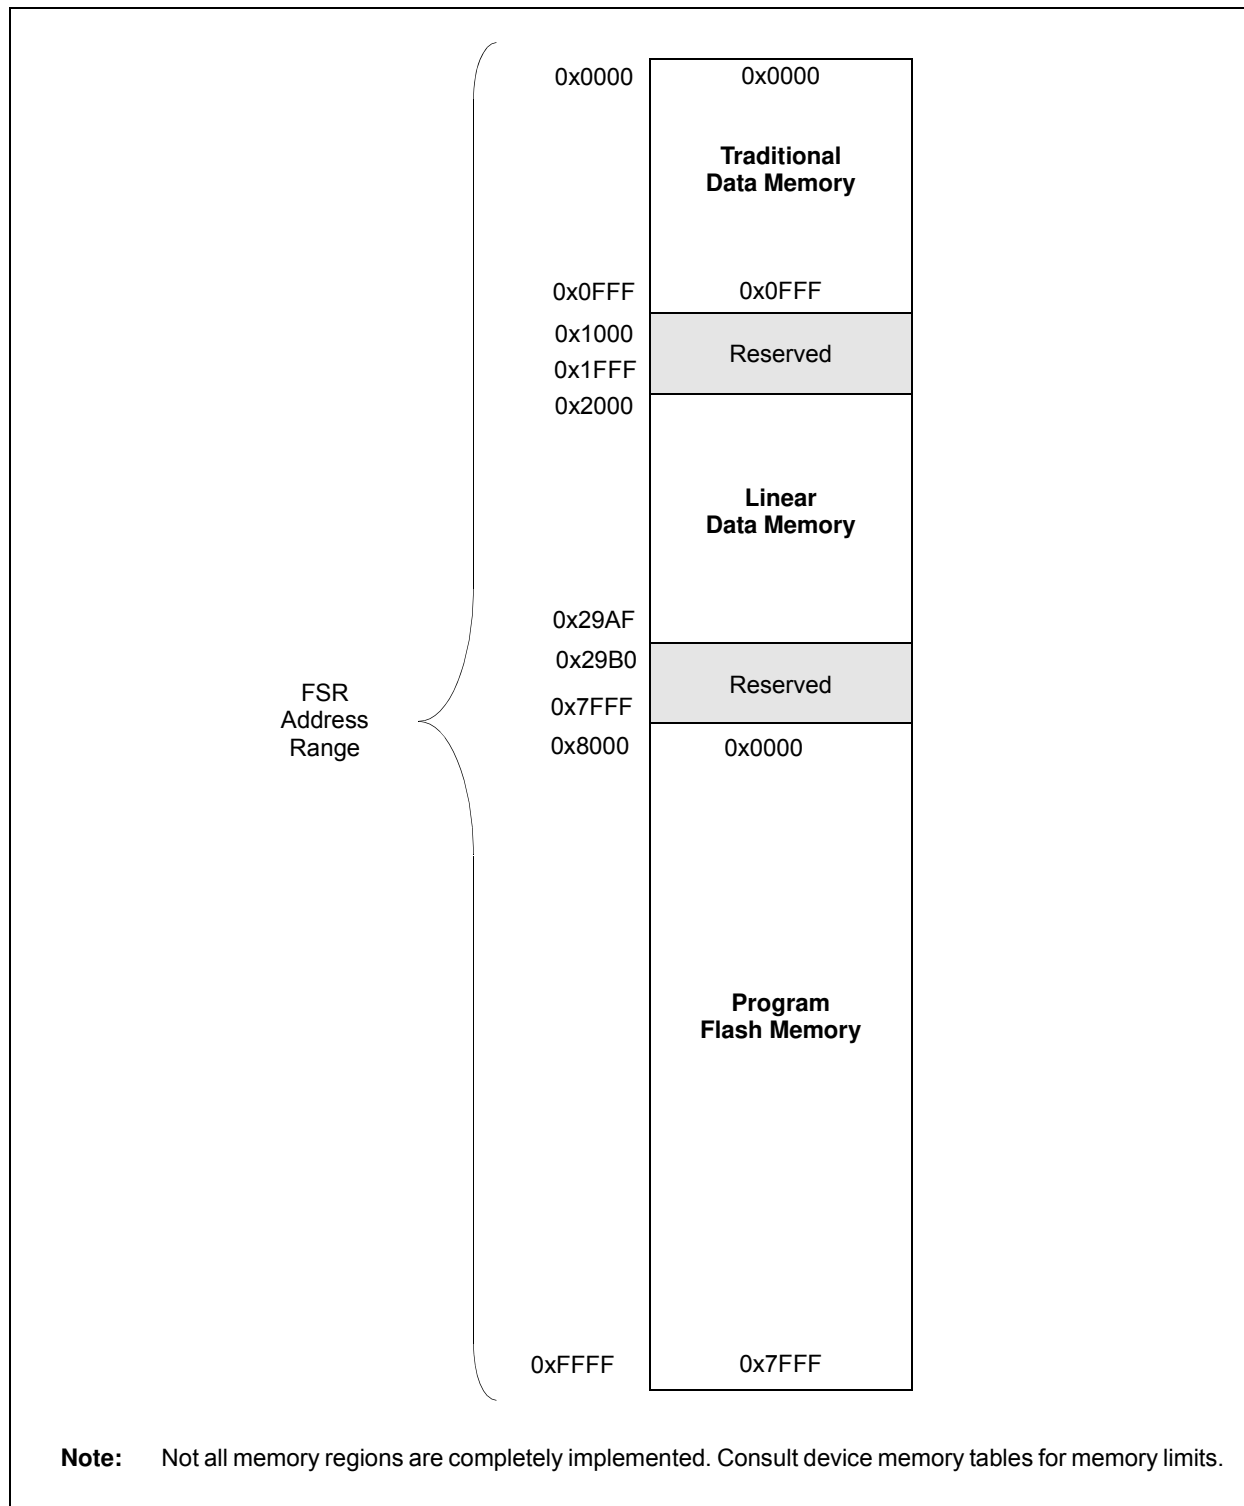 0x0000 0x0000
Traditional
Data Memory
0x0FFF 0x0FFF
0x1000
Reserved
0x1FFF
0x2000
Linear
Data Memory
0x29AF
0x29B0
Reserved
0x7FFF
FSR
Address
Range
0x8000 0x0000
Program
Flash Memory
0xFFFF 0x7FFF
Note: Not all memory regions are completely implemented. Consult device memory tables for memory limits.